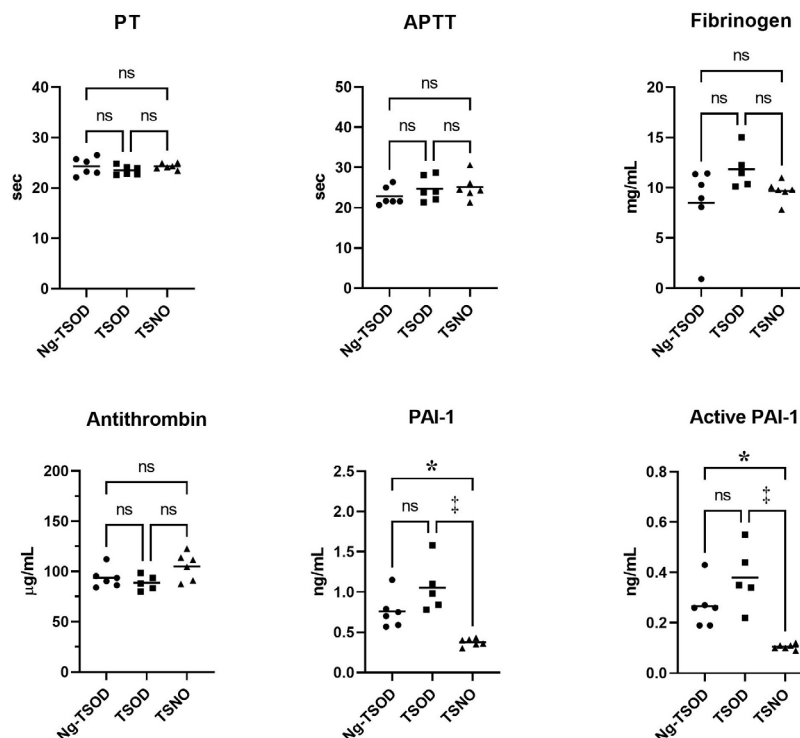 PT
ns
ns
ns
sec
40
30
20
10
0
Ng-TSOD
TSOD
TSNO
APTT
ns
ns
ns
sec
50
40
30
20
10
0
Ng-TSOD
TSOD
TSNO
Fibrinogen
ns
ns
ns
mg/mL
20
15
10
5
0
Ng-TSOD
TSOD
TSNO
Antithrombin
ns
ns
ns
μg/mL
200
150
100
50
0
Ng-TSOD
TSOD
TSNO
PAI-1
*
ns
‡
ng/mL
2.5
2.0
1.5
1.0
0.5
0.0
Ng-TSOD
TSOD
TSNO
Active PAI-1
*
ns
‡
ng/mL
0.8
0.6
0.4
0.2
0.0
Ng-TSOD
TSOD
TSNO